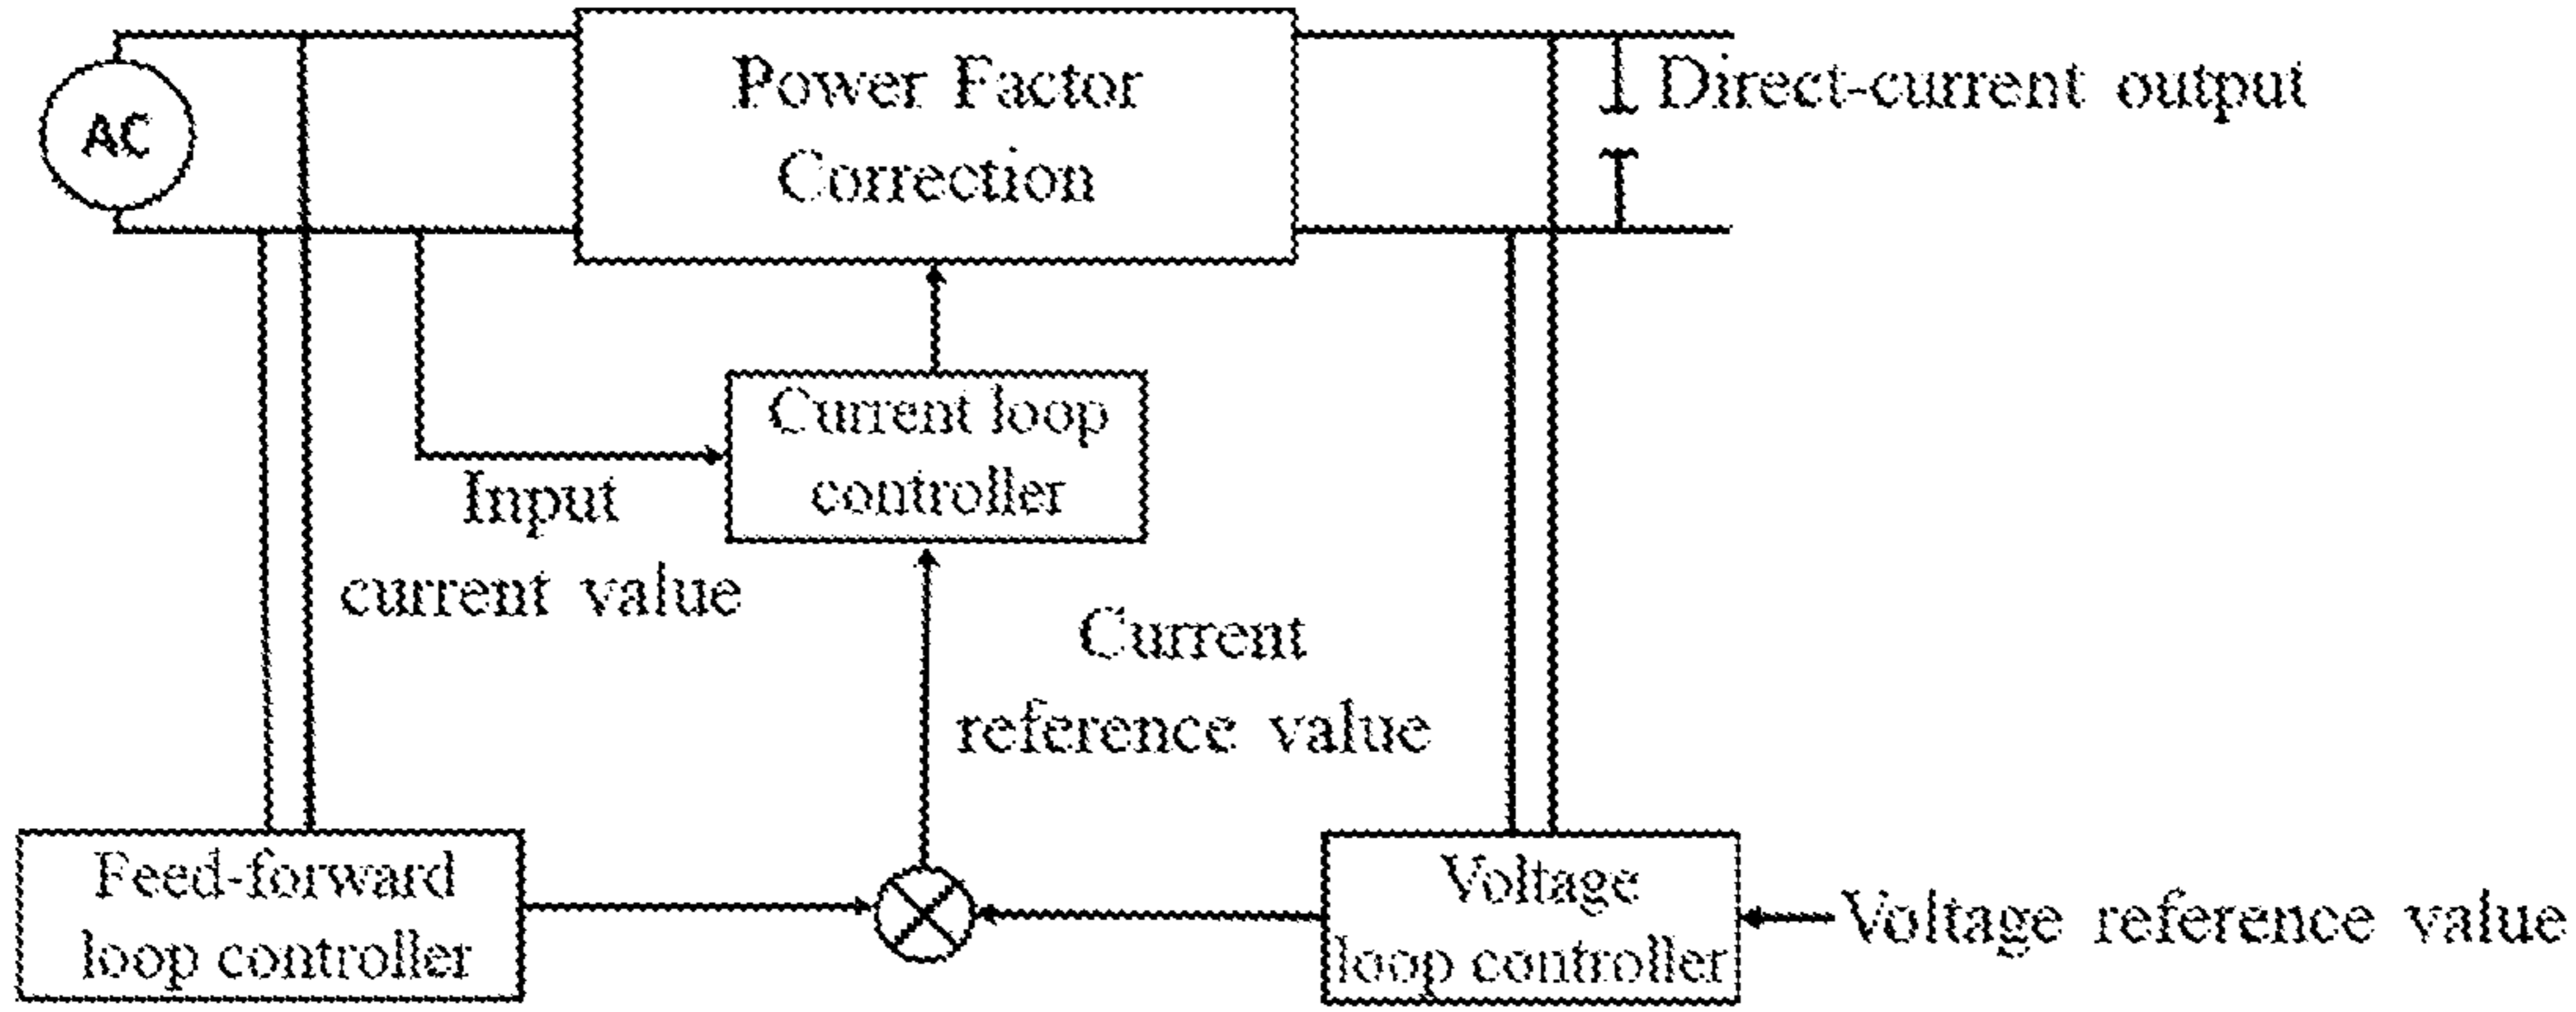 AC
Power Factor
Correction
Direct-current output
Current loop
controller
Input
current value
Current
reference value
Feed-forward
loop controller
Voltage
loop controller
Voltage reference value